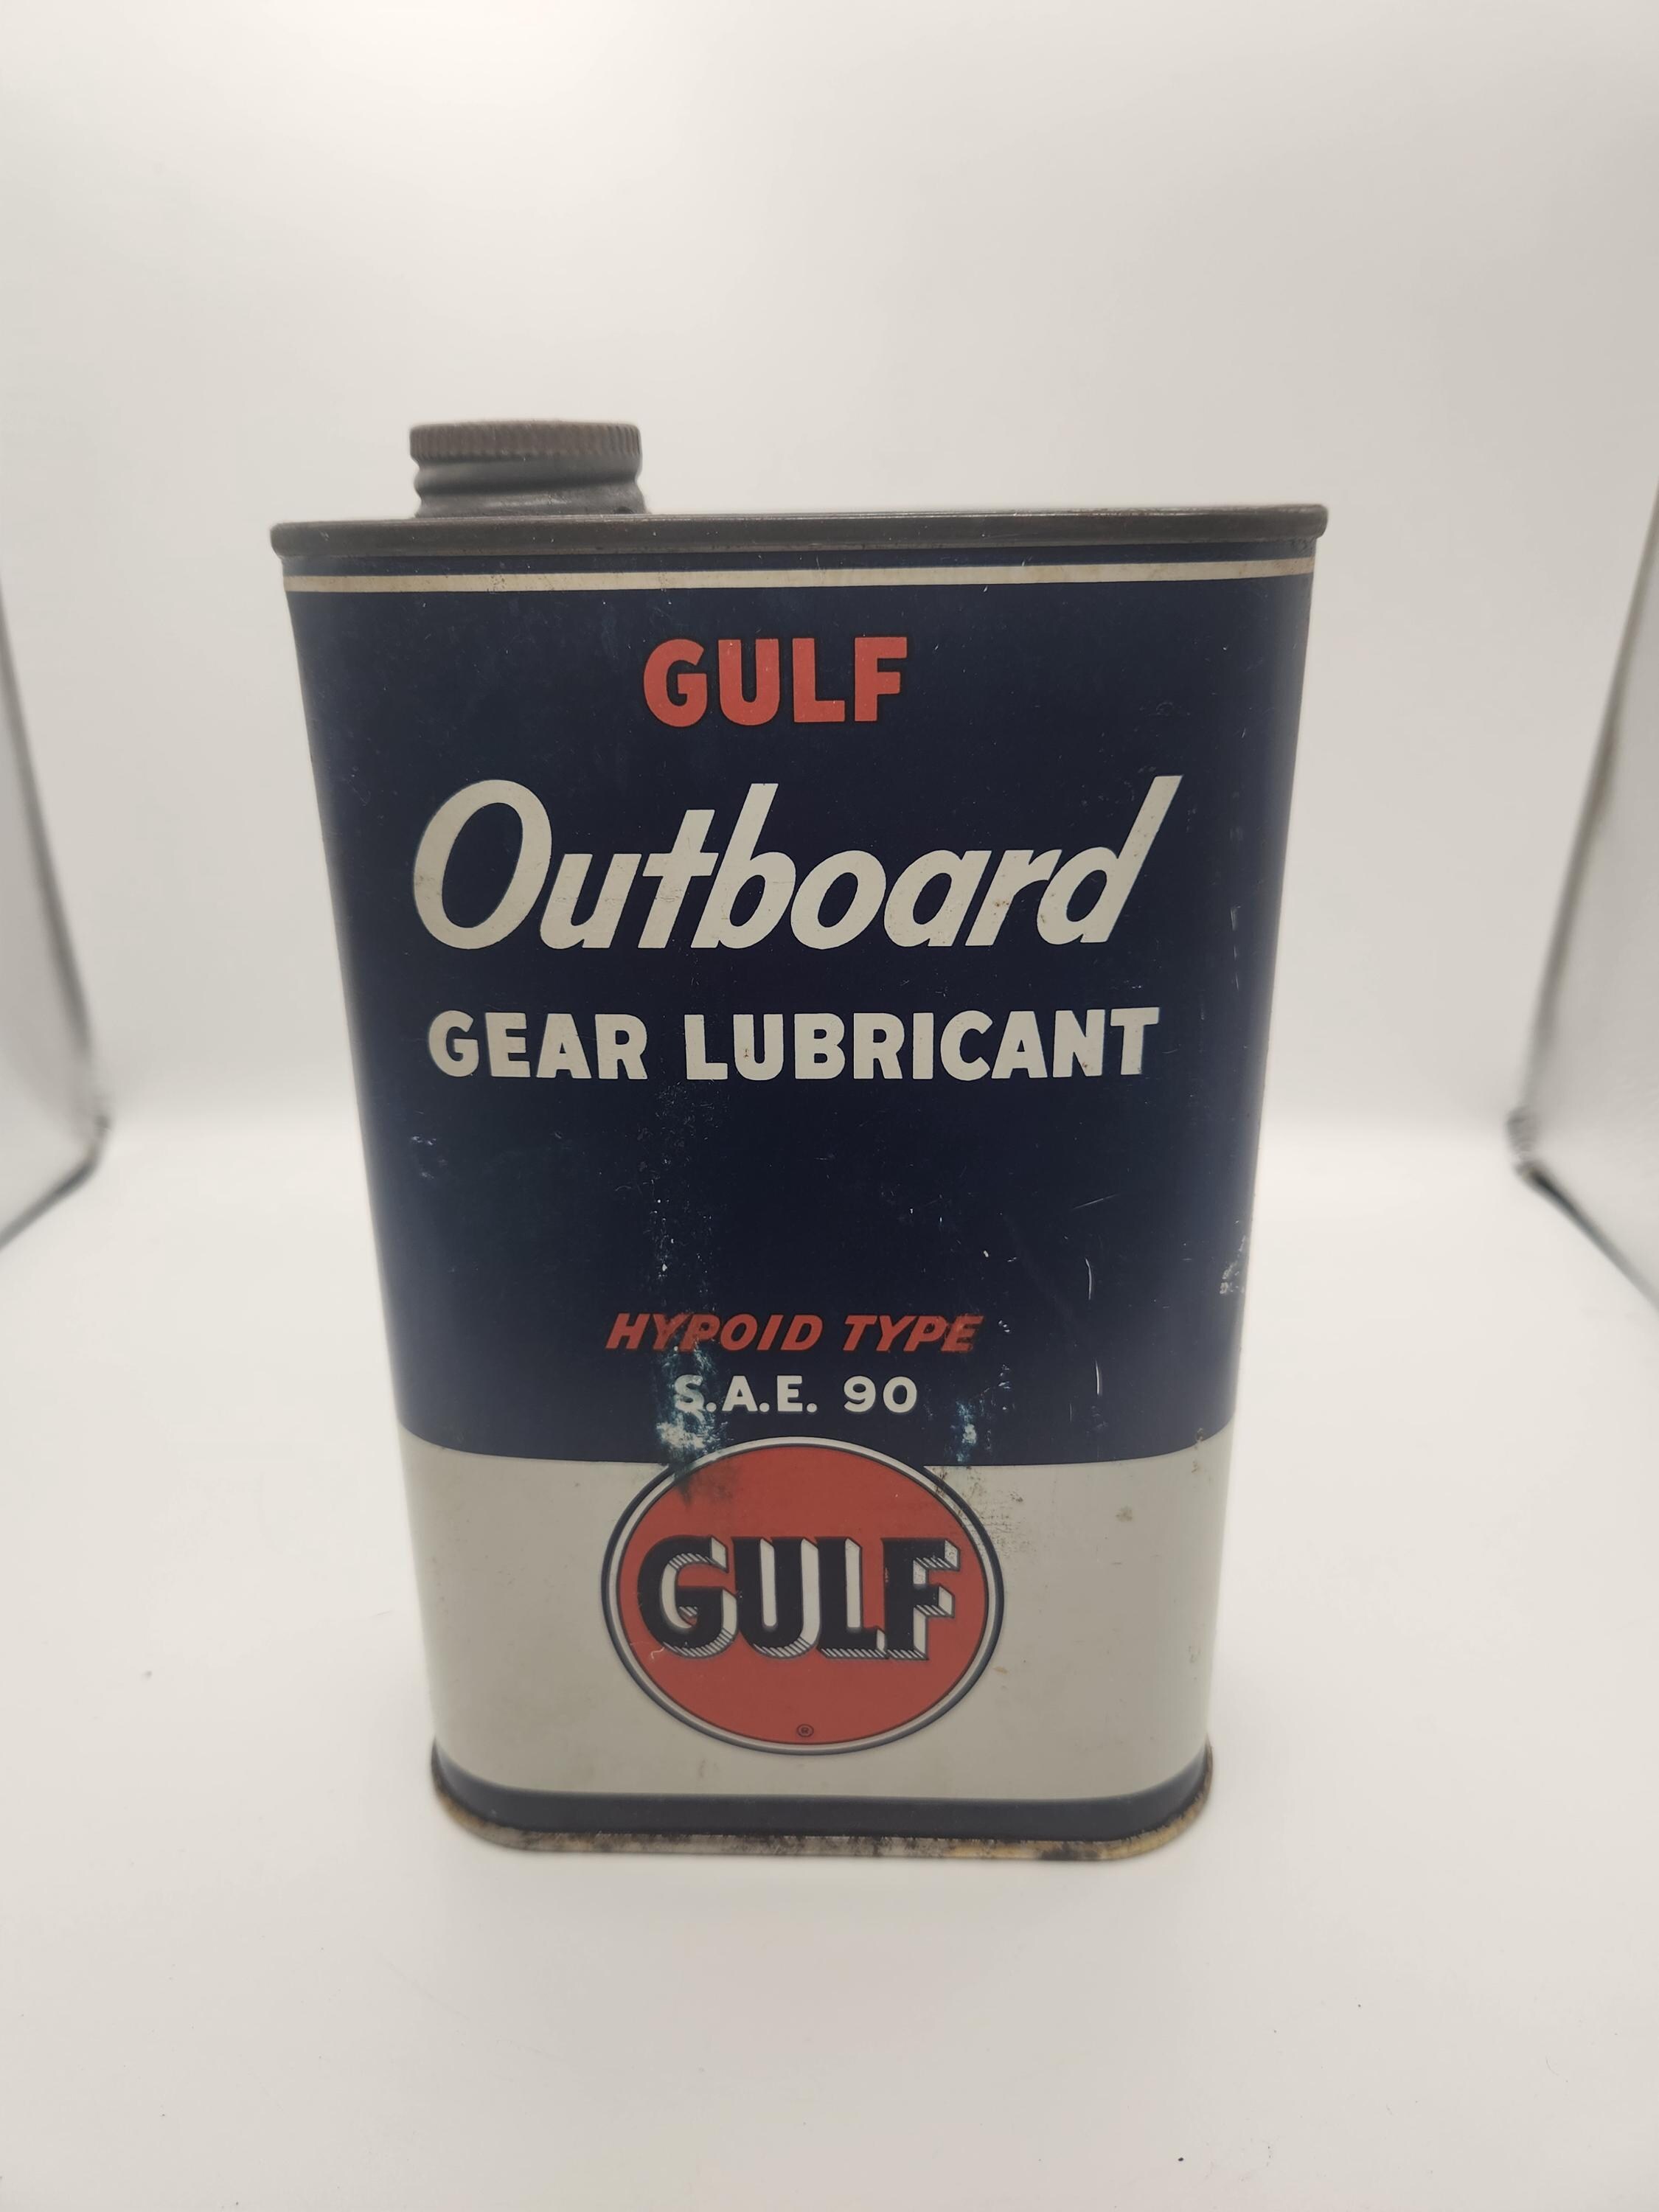 GULF
Outboard
GEAR LUBRICANT
HYPOID TYPE
S.A.E. 90
GULF
®